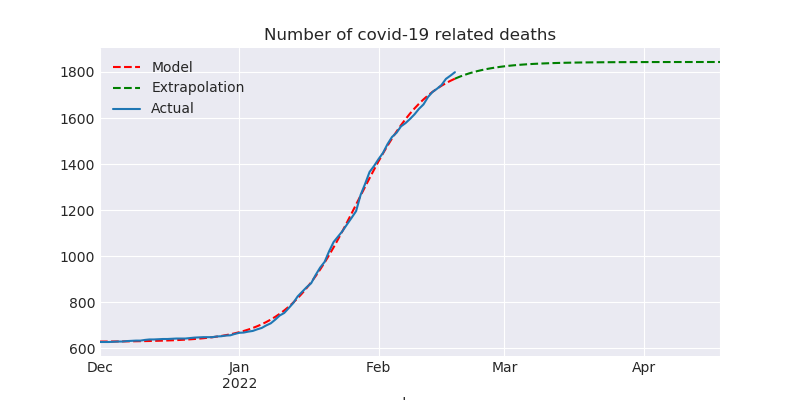 Number of covid-19 related deaths
Model
Extrapolation
Actual
1800
1600
1400
1200
1000
800
600
Dec Jan Feb Mar Apr
2022